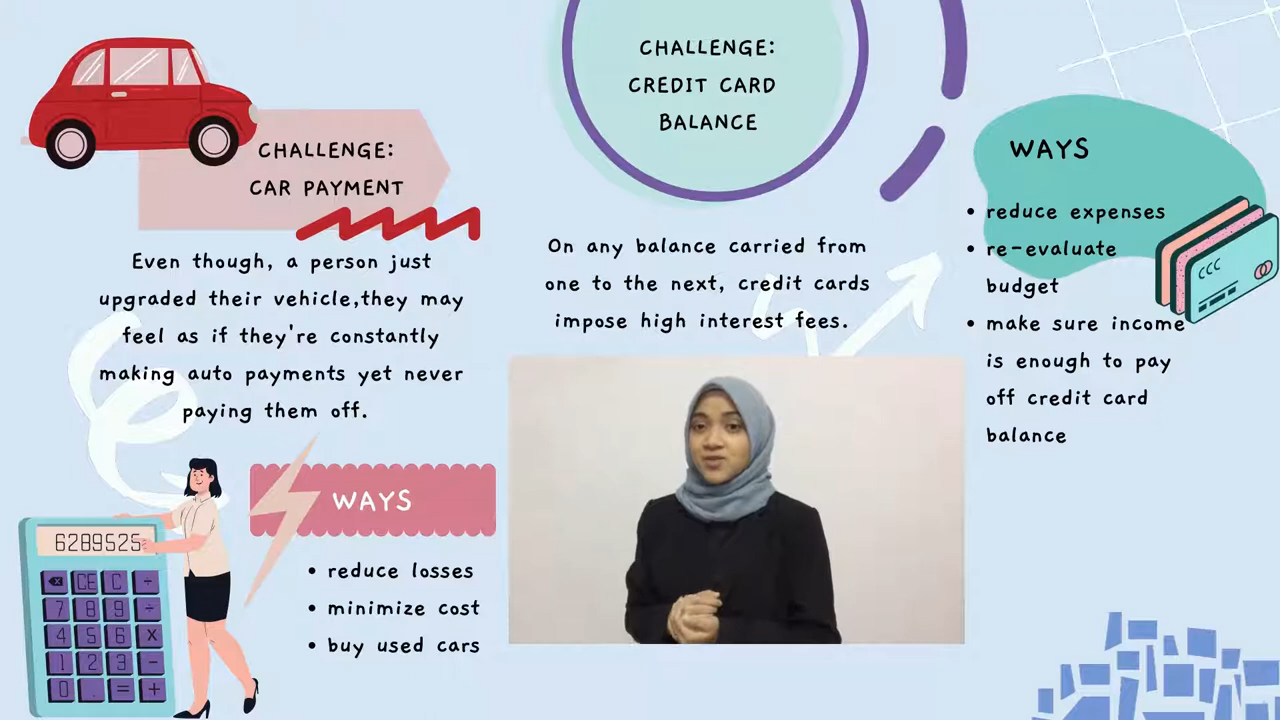 CHALLENGE:
CAR PAYMENT
Even though, a person just
upgraded their vehicle,they may
feel as if they're constantly
making auto payments yet never
paying them off.
WAYS
• reduce losses
• minimize cost
• buy used cars
6289525
CE C ÷
7 8 9 ÷
4 5 6 X
1 2 3 -
0 . = +
CHALLENGE:
CREDIT CARD
BALANCE
On any balance carried from
one to the next, credit cards
impose high interest fees.
WAYS
• reduce expenses
• re-evaluate
budget
• make sure income
is enough to pay
off credit card
balance
CCC